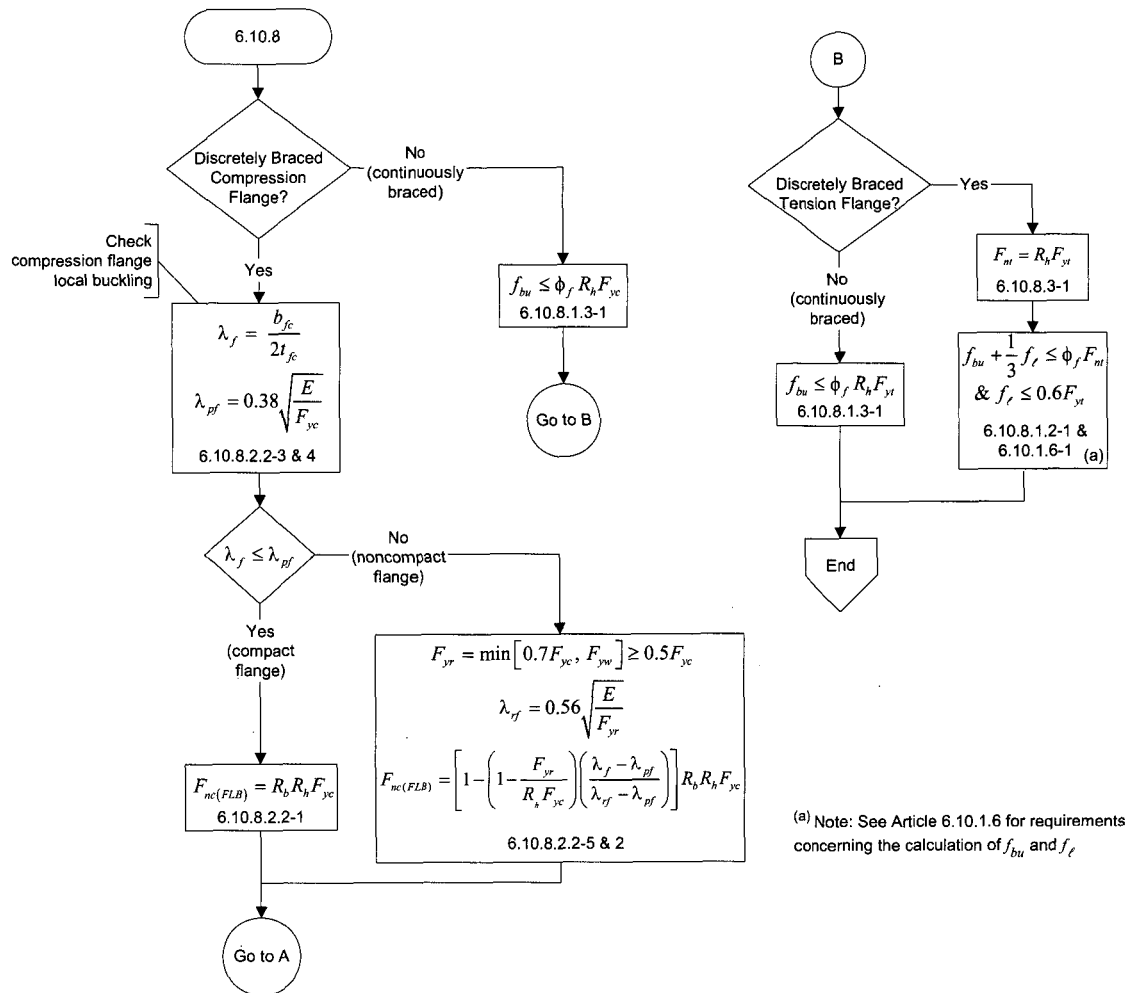 6.10.8
Discretely Braced
Compression
Flange?
No
(continuously
braced)
Check
compression flange
local buckling
Yes
f_bu ≤ ϕ_f R_h F_yc
6.10.8.1.3-1
Go to B
λ_f = b_fc / 2t_fc
λ_pf = 0.38 √(E / F_yc)
6.10.8.2.2-3 & 4
λ_f ≤ λ_pf
No
(noncompact
flange)
Yes
(compact
flange)
F_yr = min[0.7F_yc, F_yw] ≥ 0.5F_yc
λ_rf = 0.56 √(E / F_yr)
F_nc(FLB) = [1 − (1 − F_yr / R_h F_yc)(λ_f − λ_pf / λ_rf − λ_pf)] R_b R_h F_yc
6.10.8.2.2-5 & 2
F_nc(FLB) = R_b R_h F_yc
6.10.8.2.2-1
Go to A
B
Discretely Braced
Tension Flange?
Yes
No
(continuously
braced)
F_nt = R_h F_yt
6.10.8.3-1
f_bu + 1/3 f_ℓ ≤ ϕ_f F_nt
& f_ℓ ≤ 0.6F_yt
6.10.8.1.2-1 &
6.10.1.6-1
(a)
f_bu ≤ ϕ_f R_h F_yt
6.10.8.1.3-1
End
(a) Note: See Article 6.10.1.6 for requirements
concerning the calculation of f_bu and f_ℓ